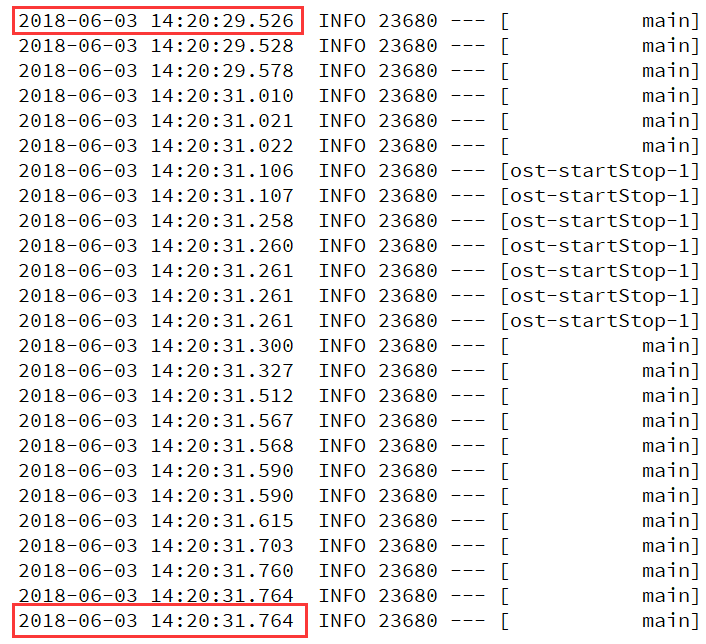 2018-06-03 14:20:29.526  INFO 23680 --- [           main]
2018-06-03 14:20:29.528  INFO 23680 --- [           main]
2018-06-03 14:20:29.578  INFO 23680 --- [           main]
2018-06-03 14:20:31.010  INFO 23680 --- [           main]
2018-06-03 14:20:31.021  INFO 23680 --- [           main]
2018-06-03 14:20:31.022  INFO 23680 --- [           main]
2018-06-03 14:20:31.106  INFO 23680 --- [ost-startStop-1]
2018-06-03 14:20:31.107  INFO 23680 --- [ost-startStop-1]
2018-06-03 14:20:31.258  INFO 23680 --- [ost-startStop-1]
2018-06-03 14:20:31.260  INFO 23680 --- [ost-startStop-1]
2018-06-03 14:20:31.261  INFO 23680 --- [ost-startStop-1]
2018-06-03 14:20:31.261  INFO 23680 --- [ost-startStop-1]
2018-06-03 14:20:31.261  INFO 23680 --- [ost-startStop-1]
2018-06-03 14:20:31.300  INFO 23680 --- [           main]
2018-06-03 14:20:31.327  INFO 23680 --- [           main]
2018-06-03 14:20:31.512  INFO 23680 --- [           main]
2018-06-03 14:20:31.567  INFO 23680 --- [           main]
2018-06-03 14:20:31.568  INFO 23680 --- [           main]
2018-06-03 14:20:31.590  INFO 23680 --- [           main]
2018-06-03 14:20:31.590  INFO 23680 --- [           main]
2018-06-03 14:20:31.615  INFO 23680 --- [           main]
2018-06-03 14:20:31.703  INFO 23680 --- [           main]
2018-06-03 14:20:31.760  INFO 23680 --- [           main]
2018-06-03 14:20:31.764  INFO 23680 --- [           main]
2018-06-03 14:20:31.764  INFO 23680 --- [           main]